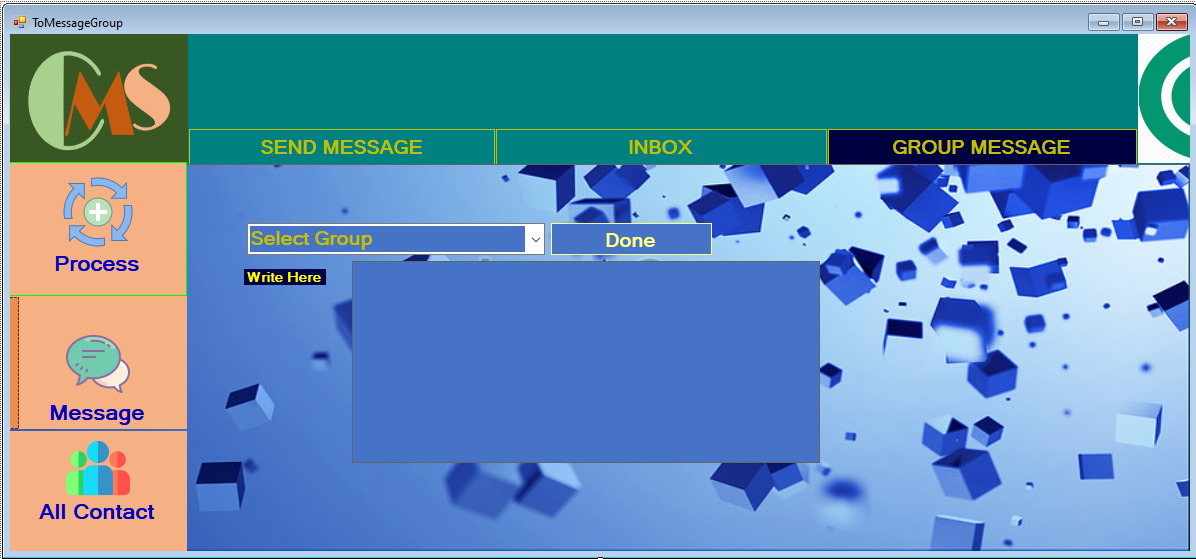 ToMessageGroup
CMS
SEND MESSAGE
INBOX
GROUP MESSAGE
Process
Select Group
Done
Write Here
Message
All Contact